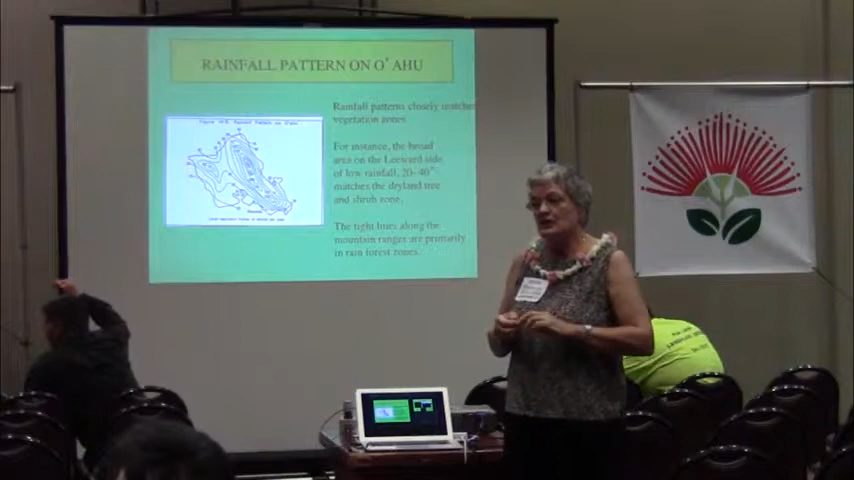 RAINFALL PATTERN ON O'AHU
Rainfall patterns closely matches
vegetation zones.
For instance, the broad
area on the Leeward side
of low rainfall, 20-40"
matches the dryland tree
and shrub zone.
The tight lines along the
mountain ranges are primarily
in rain forest zones.